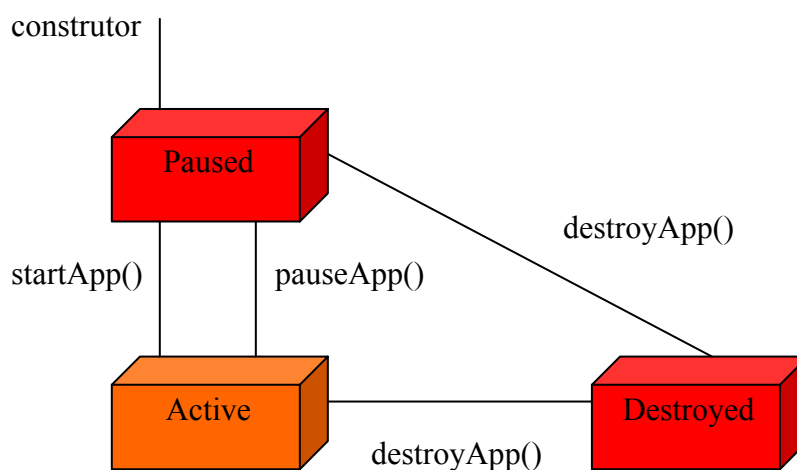 construtor
Paused
destroyApp()
startApp()
pauseApp()
Active
Destroyed
destroyApp()